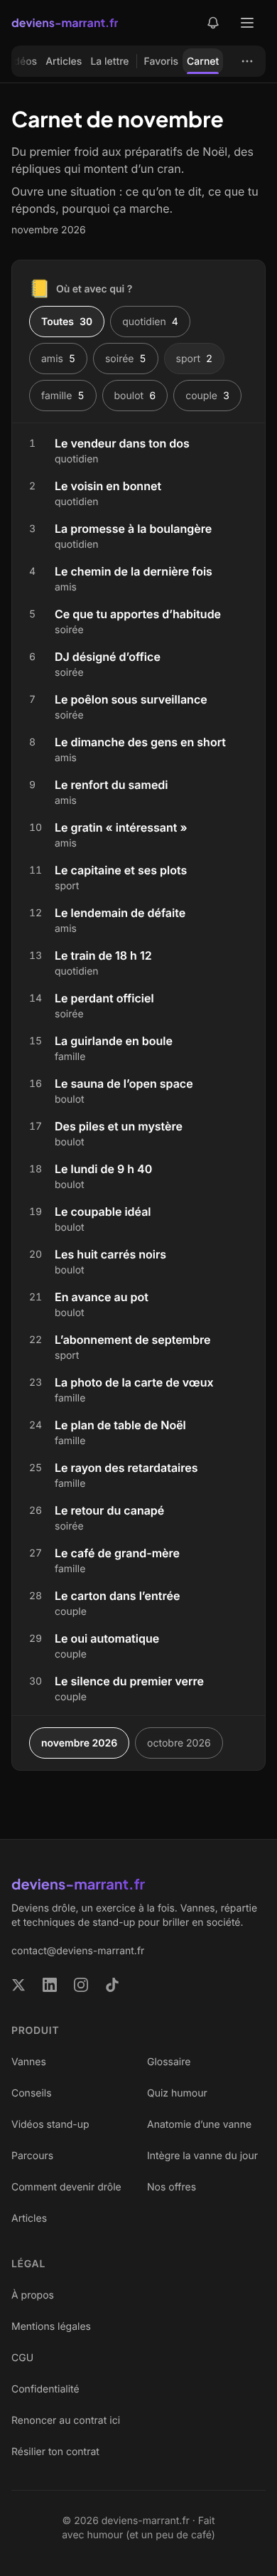 deviens-marrant.fr
déos Articles La lettre Favoris Carnet ···
Carnet de novembre
Du premier froid aux préparatifs de Noël, des
répliques qui montent d’un cran.
Ouvre une situation : ce qu’on te dit, ce que tu
réponds, pourquoi ça marche.
novembre 2026
Où et avec qui ?
Toutes 30 quotidien 4
amis 5 soirée 5 sport 2
famille 5 boulot 6 couple 3
1 Le vendeur dans ton dos
quotidien
2 Le voisin en bonnet
quotidien
3 La promesse à la boulangère
quotidien
4 Le chemin de la dernière fois
amis
5 Ce que tu apportes d’habitude
soirée
6 DJ désigné d’office
soirée
7 Le poêlon sous surveillance
soirée
8 Le dimanche des gens en short
amis
9 Le renfort du samedi
amis
10 Le gratin « intéressant »
amis
11 Le capitaine et ses plots
sport
12 Le lendemain de défaite
amis
13 Le train de 18 h 12
quotidien
14 Le perdant officiel
soirée
15 La guirlande en boule
famille
16 Le sauna de l’open space
boulot
17 Des piles et un mystère
boulot
18 Le lundi de 9 h 40
boulot
19 Le coupable idéal
boulot
20 Les huit carrés noirs
boulot
21 En avance au pot
boulot
22 L’abonnement de septembre
sport
23 La photo de la carte de vœux
famille
24 Le plan de table de Noël
famille
25 Le rayon des retardataires
famille
26 Le retour du canapé
soirée
27 Le café de grand-mère
famille
28 Le carton dans l’entrée
couple
29 Le oui automatique
couple
30 Le silence du premier verre
couple
novembre 2026 octobre 2026
deviens-marrant.fr
Deviens drôle, un exercice à la fois. Vannes, répartie
et techniques de stand-up pour briller en société.
contact@deviens-marrant.fr
PRODUIT
Vannes Glossaire
Conseils Quiz humour
Vidéos stand-up Anatomie d’une vanne
Parcours Intègre la vanne du jour
Comment devenir drôle Nos offres
Articles
LÉGAL
À propos
Mentions légales
CGU
Confidentialité
Renoncer au contrat ici
Résilier ton contrat
© 2026 deviens-marrant.fr · Fait
avec humour (et un peu de café)